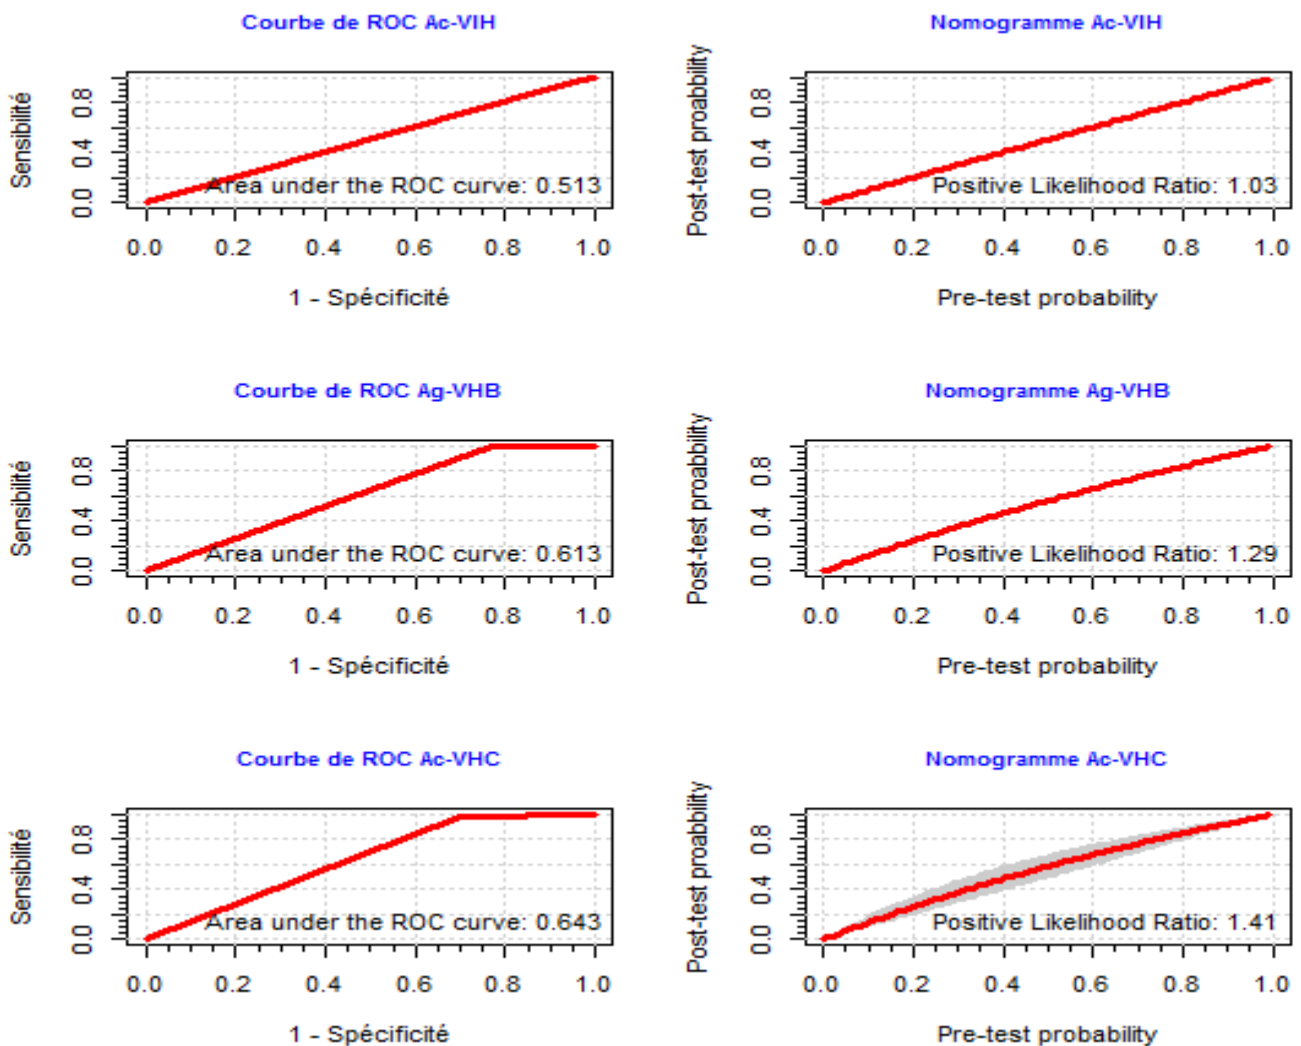 Courbe de ROC Ac-VIH
Sensibilité
0.8
0.4
0.0
Area under the ROC curve: 0.513
0.0 0.2 0.4 0.6 0.8 1.0
1 - Spécificité
Nomogramme Ac-VIH
Post-test proabbility
0.8
0.4
0.0
Positive Likelihood Ratio: 1.03
0.0 0.2 0.4 0.6 0.8 1.0
Pre-test probability
Courbe de ROC Ag-VHB
Sensibilité
0.8
0.4
0.0
Area under the ROC curve: 0.613
0.0 0.2 0.4 0.6 0.8 1.0
1 - Spécificité
Nomogramme Ag-VHB
Post-test proabbility
0.8
0.4
0.0
Positive Likelihood Ratio: 1.29
0.0 0.2 0.4 0.6 0.8 1.0
Pre-test probability
Courbe de ROC Ac-VHC
Sensibilité
0.8
0.4
0.0
Area under the ROC curve: 0.643
0.0 0.2 0.4 0.6 0.8 1.0
1 - Spécificité
Nomogramme Ac-VHC
Post-test proabbility
0.8
0.4
0.0
Positive Likelihood Ratio: 1.41
0.0 0.2 0.4 0.6 0.8 1.0
Pre-test probability